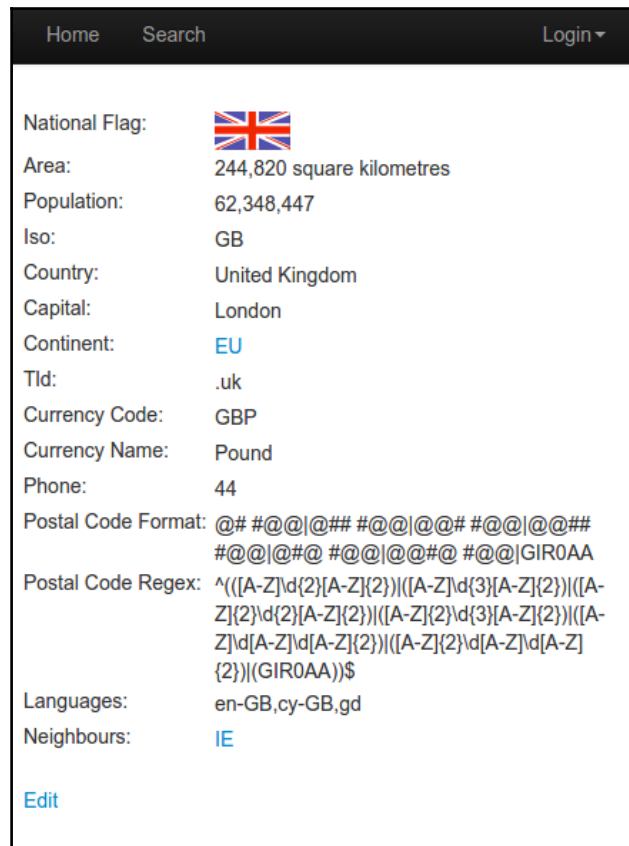 Home Search Login
National Flag:
Area: 244,820 square kilometres
Population: 62,348,447
Iso: GB
Country: United Kingdom
Capital: London
Continent: EU
Tld: .uk
Currency Code: GBP
Currency Name: Pound
Phone: 44
Postal Code Format: @# #@@|@## #@@|@@# #@@|@@##
#@@|@#@ #@@|@@#@ #@@|GIR0AA
Postal Code Regex: ^(([A-Z]\d{2}[A-Z]{2})|([A-Z]\d{3}[A-Z]{2})|([A-
Z]{2}\d{2}[A-Z]{2})|([A-Z]{2}\d{3}[A-Z]{2})|([A-
Z]\d[A-Z]\d[A-Z]{2})|([A-Z]{2}\d[A-Z]\d[A-Z]
{2})|(GIR0AA))$
Languages: en-GB,cy-GB,gd
Neighbours: IE
Edit